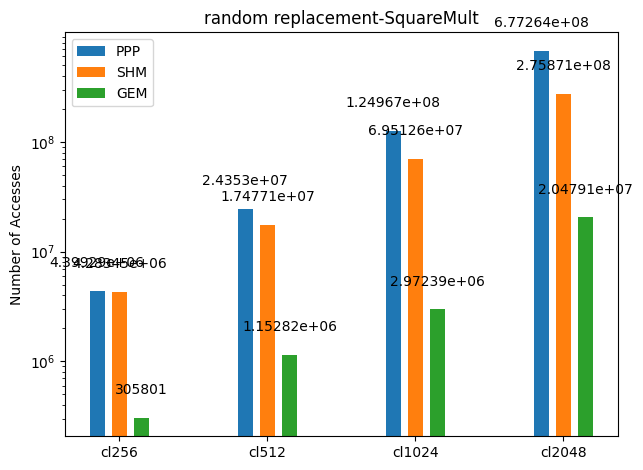 random replacement-SquareMult
PPP
SHM
GEM
Number of Accesses
10^8
10^7
10^6
305801
2.4353e+07
1.74771e+07
1.15282e+06
1.24967e+08
6.95126e+07
2.97239e+06
6.77264e+08
2.75871e+08
2.04791e+07
cl256
cl512
cl1024
cl2048